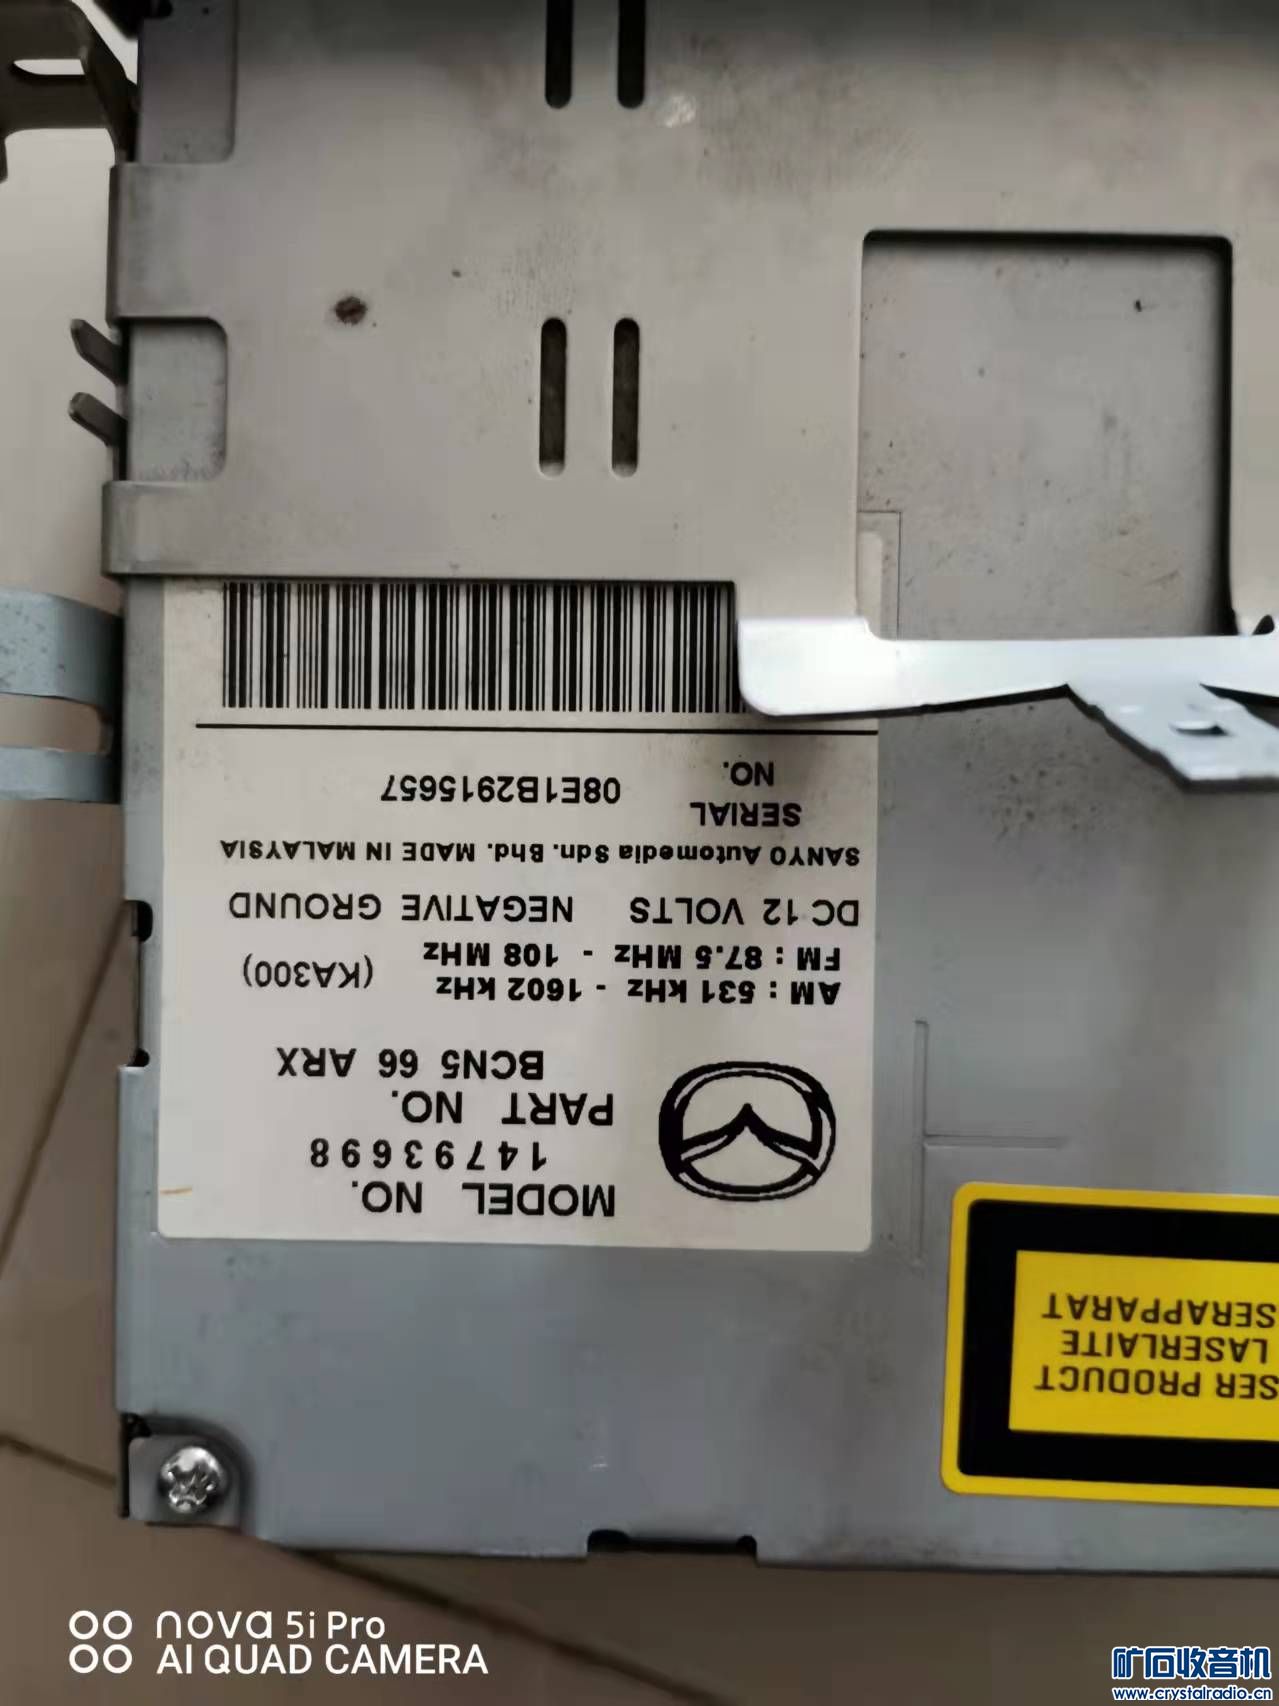 MODEL NO.
14793698
PART NO.
BCN5 66 ARX
AM : 531 kHz - 1602 kHz
FM : 87.5 MHz - 108 MHz (KA300)
DC 12 VOLTS NEGATIVE GROUND
SANYO Automedia Sdn. Bhd. MADE IN MALAYSIA
SERIAL
NO. 08E1B2915657
SER PRODUCT
LASERLAITE
SERAPPARAT
nova 5i Pro
AI QUAD CAMERA
矿石收音机
www.crystalradio.cn